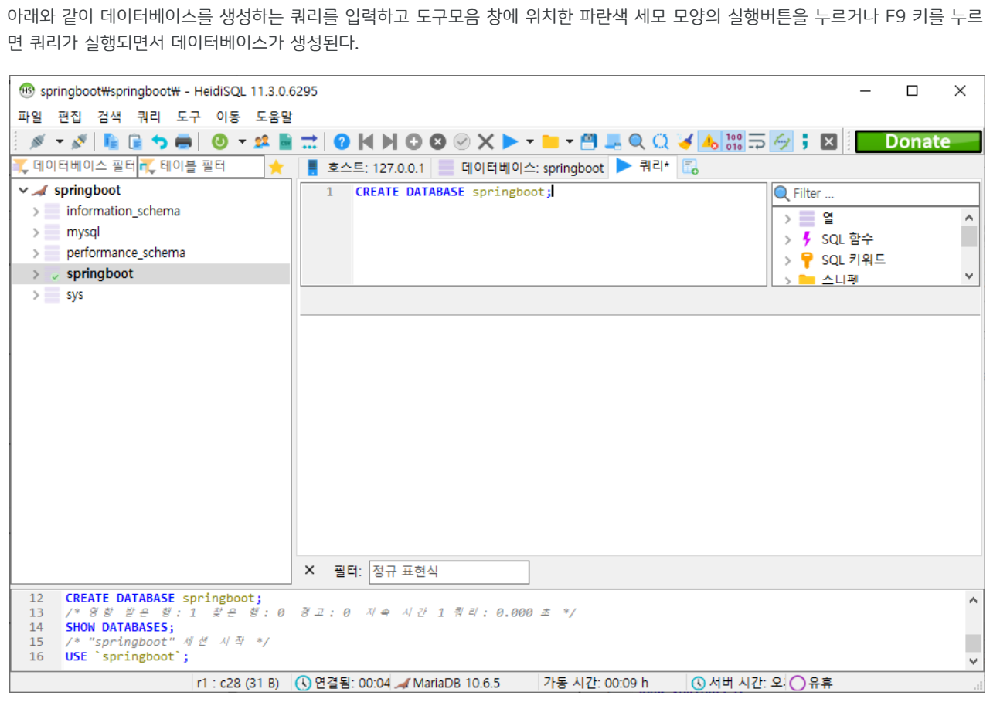 아래와 같이 데이터베이스를 생성하는 쿼리를 입력하고 도구모음 창에 위치한 파란색 세모 모양의 실행버튼을 누르거나 F9 키를 누르
면 쿼리가 실행되면서 데이터베이스가 생성된다.
springboot₩springboot₩ - HeidiSQL 11.3.0.6295
파일 편집 검색 쿼리 도구 이동 도움말
Donate
데이터베이스 필터 테이블 필터
호스트: 127.0.0.1 데이터베이스: springboot 쿼리*
springboot
information_schema
mysql
performance_schema
springboot
sys
1 CREATE DATABASE springboot;
Filter ...
열
SQL 함수
SQL 키워드
스니펫
필터: 정규 표현식
12 CREATE DATABASE springboot;
13 /* 영향 받은 행: 1 찾은 행: 0 경고: 0 지속 시간 1 쿼리: 0.000 초 */
14 SHOW DATABASES;
15 /* "springboot" 세션 시작 */
16 USE `springboot`;
r1 : c28 (31 B) 연결됨: 00:04 MariaDB 10.6.5 가동 시간: 00:09 h 서버 시간: 유휴